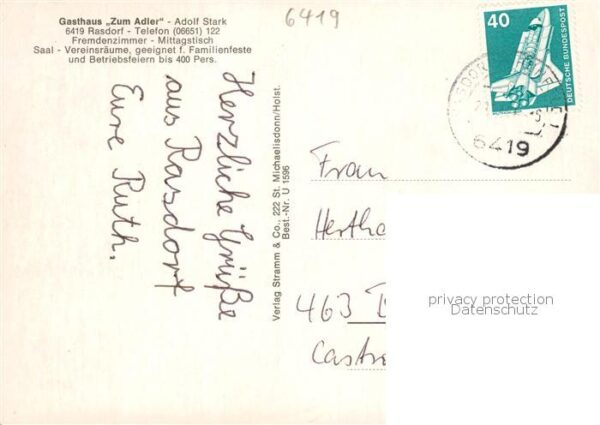 Gasthaus „Zum Adler“ - Adolf Stark
6419 Rasdorf - Telefon (06651) 122
Fremdenzimmer - Mittagstisch
Saal - Vereinsräume, geeignet f. Familienfeste
und Betriebsfeiern bis 400 Pers.
6419
Herzliche Grüße
aus Rasdorf
Eure Ruth.
Verlag Stramm & Co., 222 St. Michaelisdonn/Holst.
Best.-Nr. U 1596
40
DEUTSCHE BUNDESPOST
6419
Frau
Hertha
463
Castro
privacy protection
Datenschutz